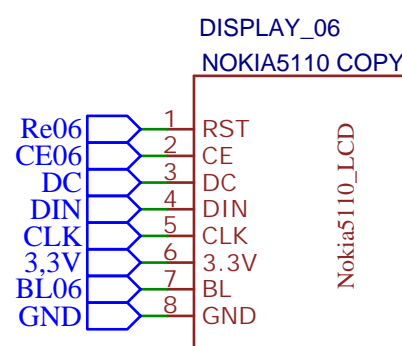 DISPLAY_06
NOKIA5110 COPY
Re06 1 RST
CE06 2 CE
DC 3 DC
DIN 4 DIN
CLK 5 CLK
3,3V 6 3.3V
BL06 7 BL
GND 8 GND
Nokia5110_LCD